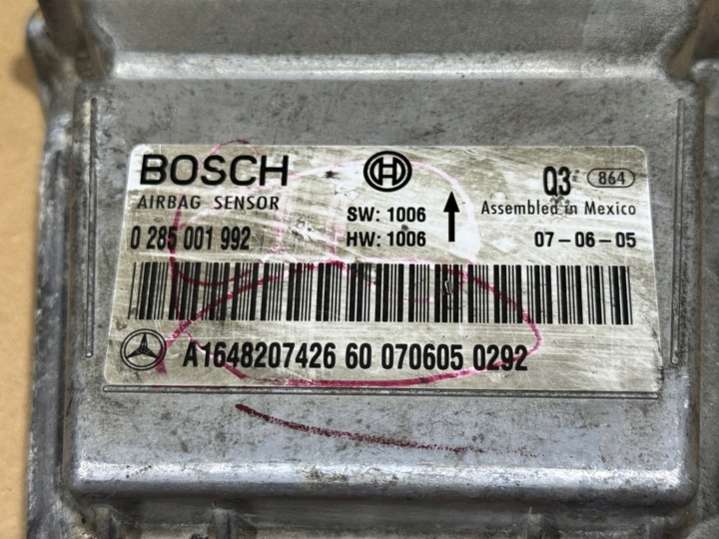 BOSCH
AIRBAG SENSOR
0 285 001 992
SW: 1006
HW: 1006
Q3
864
Assembled in Mexico
07-06-05
A1648207426 60 070605 0292